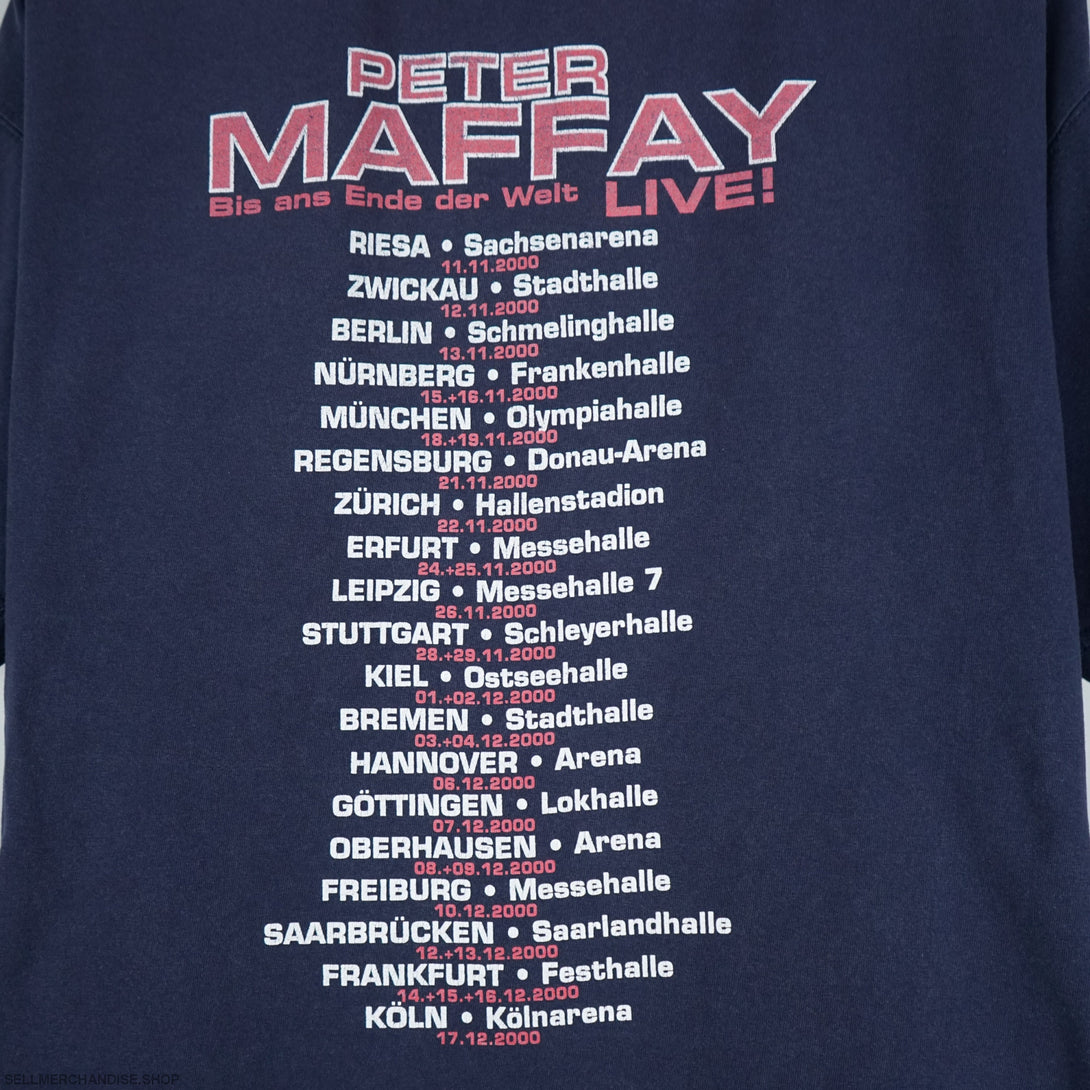 PETER
MAFFAY
Bis ans Ende der Welt LIVE!
RIESA • Sachsenarena
11.11.2000
ZWICKAU • Stadthalle
12.11.2000
BERLIN • Schmelinghalle
13.11.2000
NÜRNBERG • Frankenhalle
15.+16.11.2000
MÜNCHEN • Olympiahalle
18.+19.11.2000
REGENSBURG • Donau-Arena
21.11.2000
ZÜRICH • Hallenstadion
22.11.2000
ERFURT • Messehalle
24.+25.11.2000
LEIPZIG • Messehalle 7
26.11.2000
STUTTGART • Schleyerhalle
28.+29.11.2000
KIEL • Ostseehalle
01.+02.12.2000
BREMEN • Stadthalle
03.+04.12.2000
HANNOVER • Arena
06.12.2000
GÖTTINGEN • Lokhalle
07.12.2000
OBERHAUSEN • Arena
08.+09.12.2000
FREIBURG • Messehalle
10.12.2000
SAARBRÜCKEN • Saarlandhalle
12.+13.12.2000
FRANKFURT • Festhalle
14.+15.+16.12.2000
KÖLN • Kölnarena
17.12.2000
SELLMERCHANDISE.SHOP